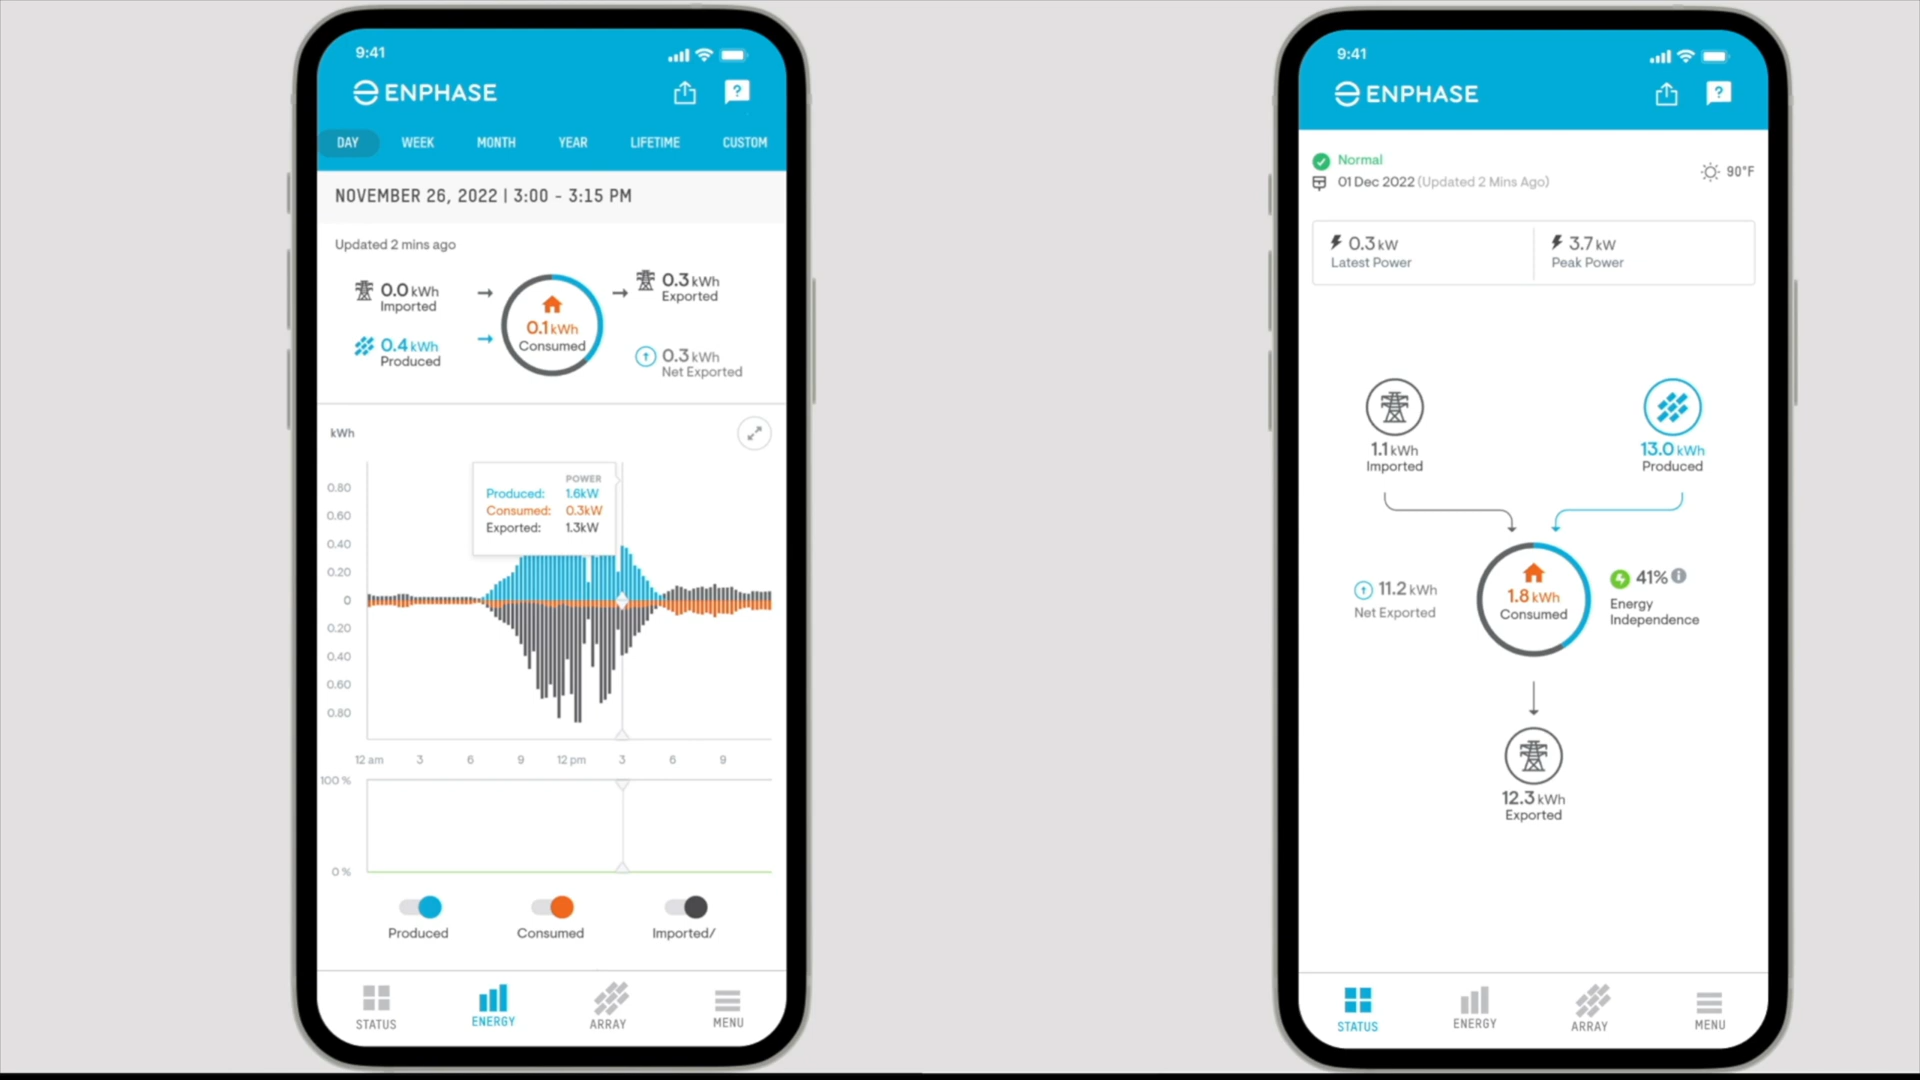 9:41
ENPHASE
?
DAY WEEK MONTH YEAR LIFETIME CUSTOM
NOVEMBER 26, 2022 | 3:00 - 3:15 PM
Updated 2 mins ago
0.0 kWh
Imported
0.4 kWh
Produced
0.1 kWh
Consumed
0.3 kWh
Exported
0.3 kWh
Net Exported
kWh
POWER
Produced: 1.6kW
Consumed: 0.3kW
Exported: 1.3kW
0.80
0.60
0.40
0.20
0
0.20
0.40
0.60
0.80
12 am 3 6 9 12 pm 3 6 9
100 %
0 %
Produced Consumed Imported/
STATUS ENERGY ARRAY MENU
9:41
ENPHASE
?
Normal
01 Dec 2022 (Updated 2 Mins Ago)
90°F
0.3 kW
Latest Power
3.7 kW
Peak Power
1.1 kWh
Imported
13.0 kWh
Produced
11.2 kWh
Net Exported
1.8 kWh
Consumed
41%
Energy
Independence
12.3 kWh
Exported
STATUS ENERGY ARRAY MENU